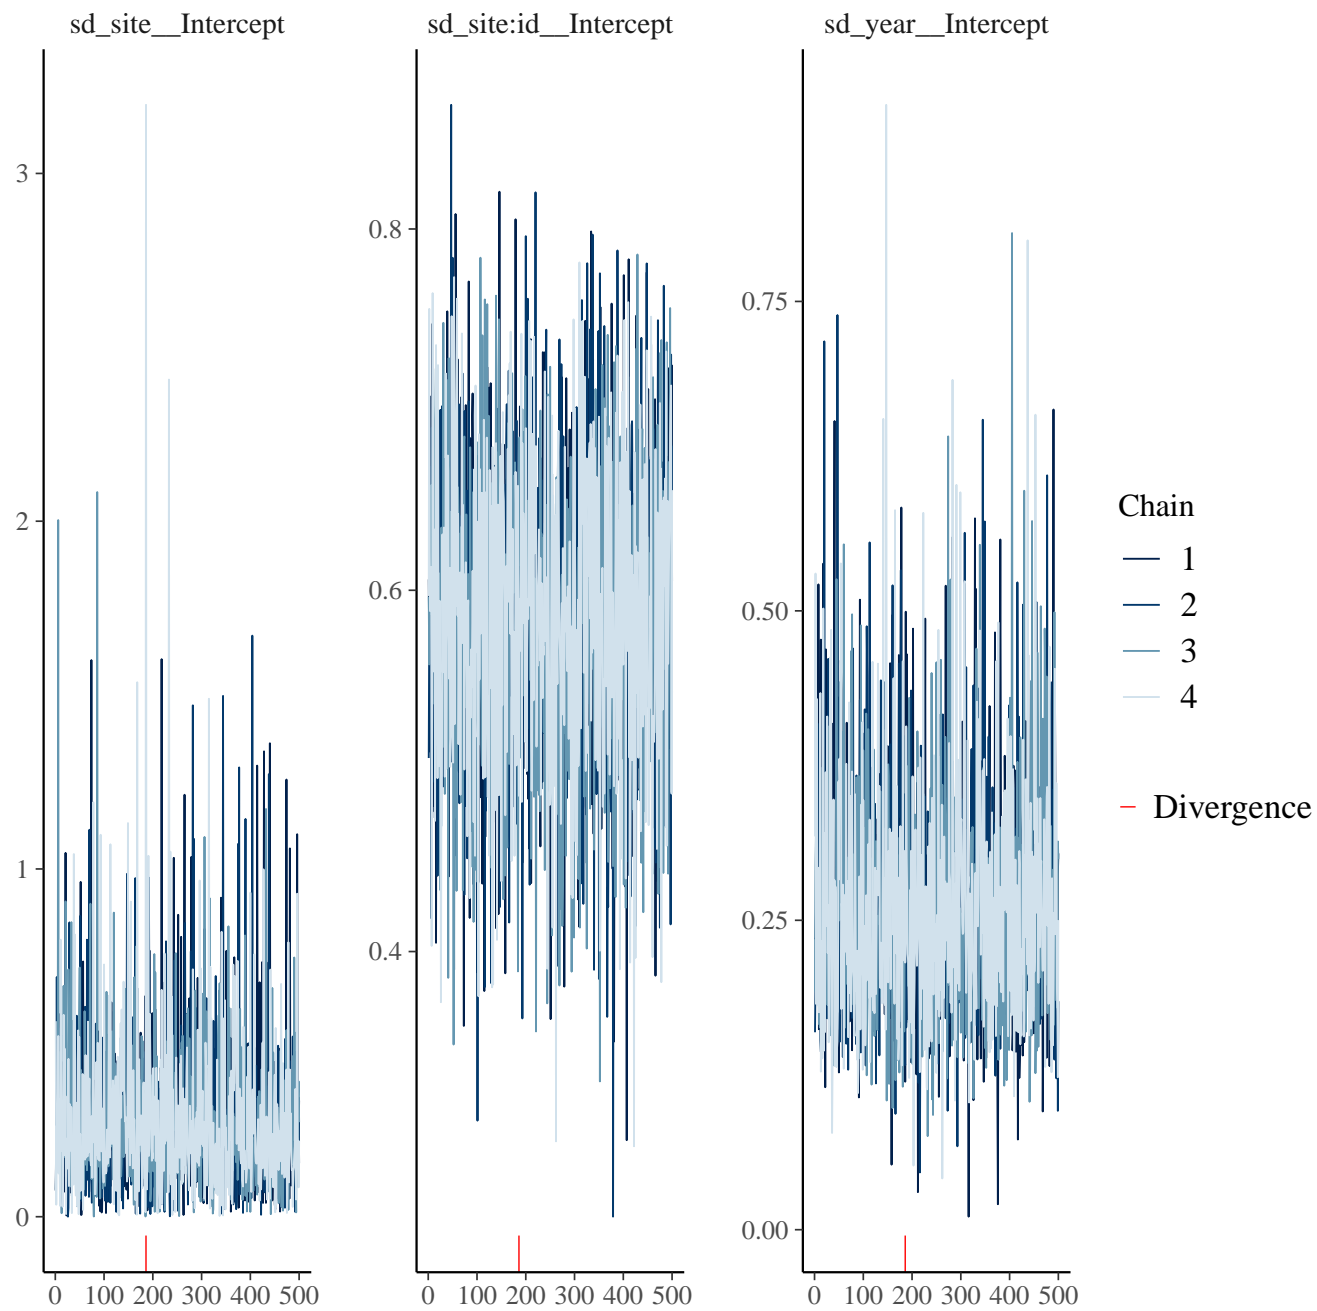 sd_site__Intercept
sd_site:id__Intercept
sd_year__Intercept
3
2
1
0
0 100 200 300 400 500
0.8
0.6
0.4
0 100 200 300 400 500
0.75
0.50
0.25
0.00
0 100 200 300 400 500
Chain
1
2
3
4
Divergence